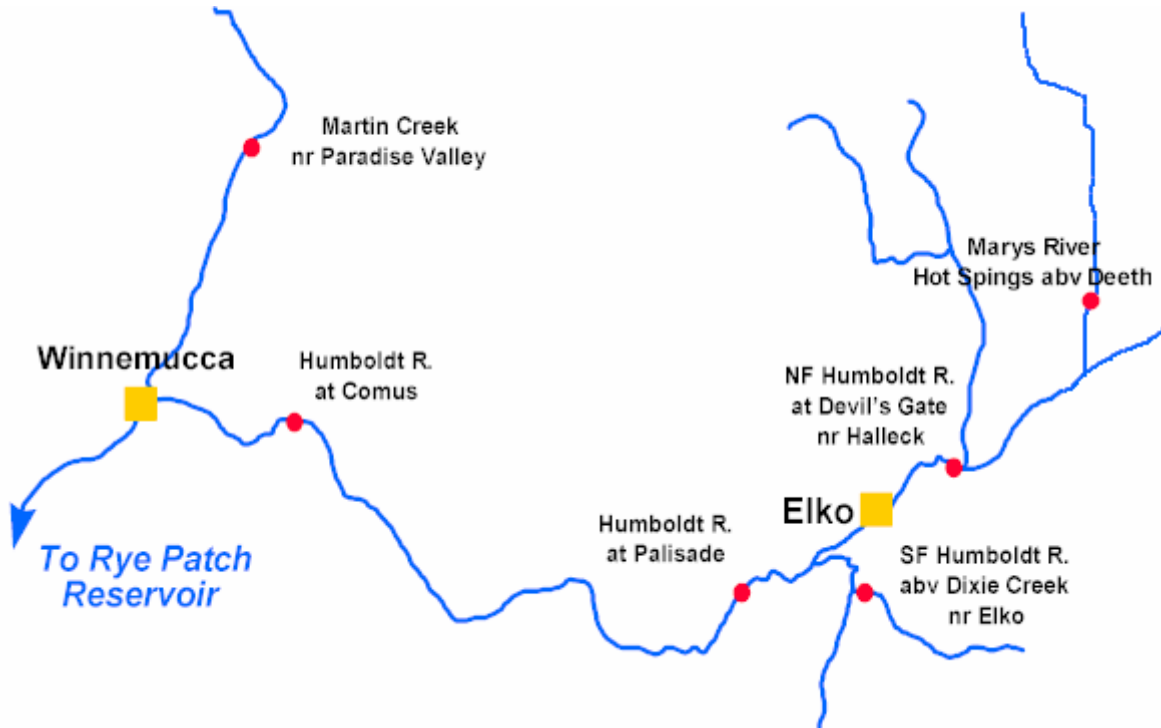 Martin Creek
nr Paradise Valley
Marys River
Hot Spings abv Deeth
Winnemucca
Humboldt R.
at Comus
NF Humboldt R.
at Devil's Gate
nr Halleck
Elko
Humboldt R.
at Palisade
SF Humboldt R.
abv Dixie Creek
nr Elko
To Rye Patch
Reservoir